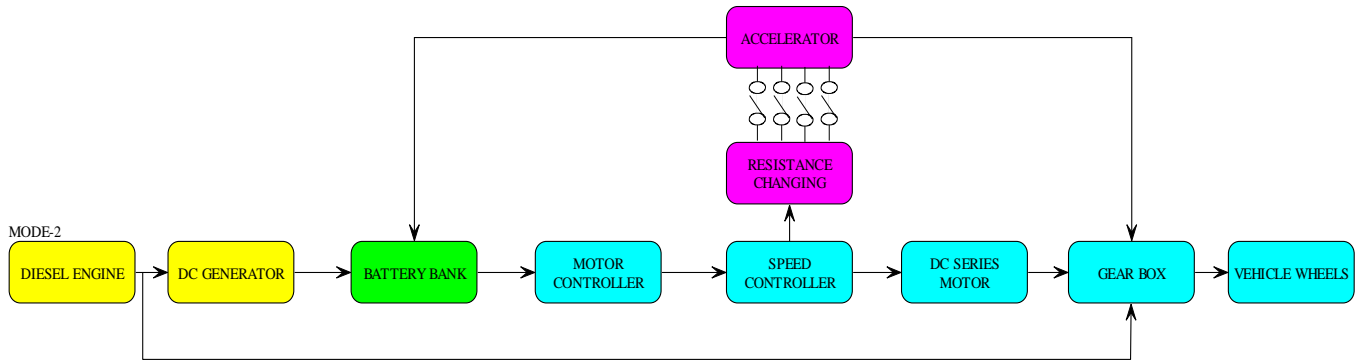 ACCELERATOR
RESISTANCE
CHANGING
MODE-2
DIESEL ENGINE
DC GENERATOR
BATTERY BANK
MOTOR
CONTROLLER
SPEED
CONTROLLER
DC SERIES
MOTOR
GEAR BOX
VEHICLE WHEELS